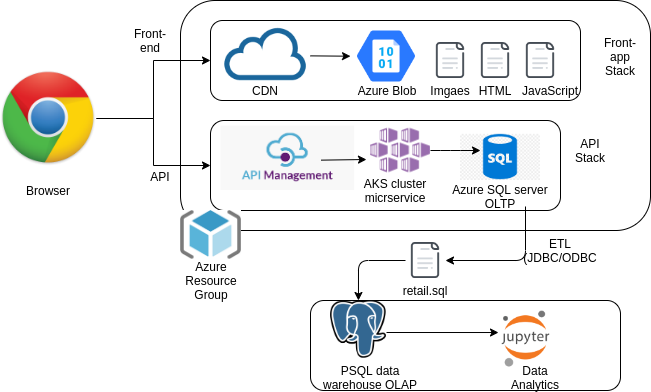 Front-
end
CDN
Azure Blob
10
01
Imgaes
HTML
JavaScript
Front-
app
Stack
Browser
API
API Management
AKS cluster
micrservice
SQL
Azure SQL server
OLTP
API
Stack
Azure
Resource
Group
ETL
(JDBC/ODBC
retail.sql
PSQL data
warehouse OLAP
jupyter
Data
Analytics